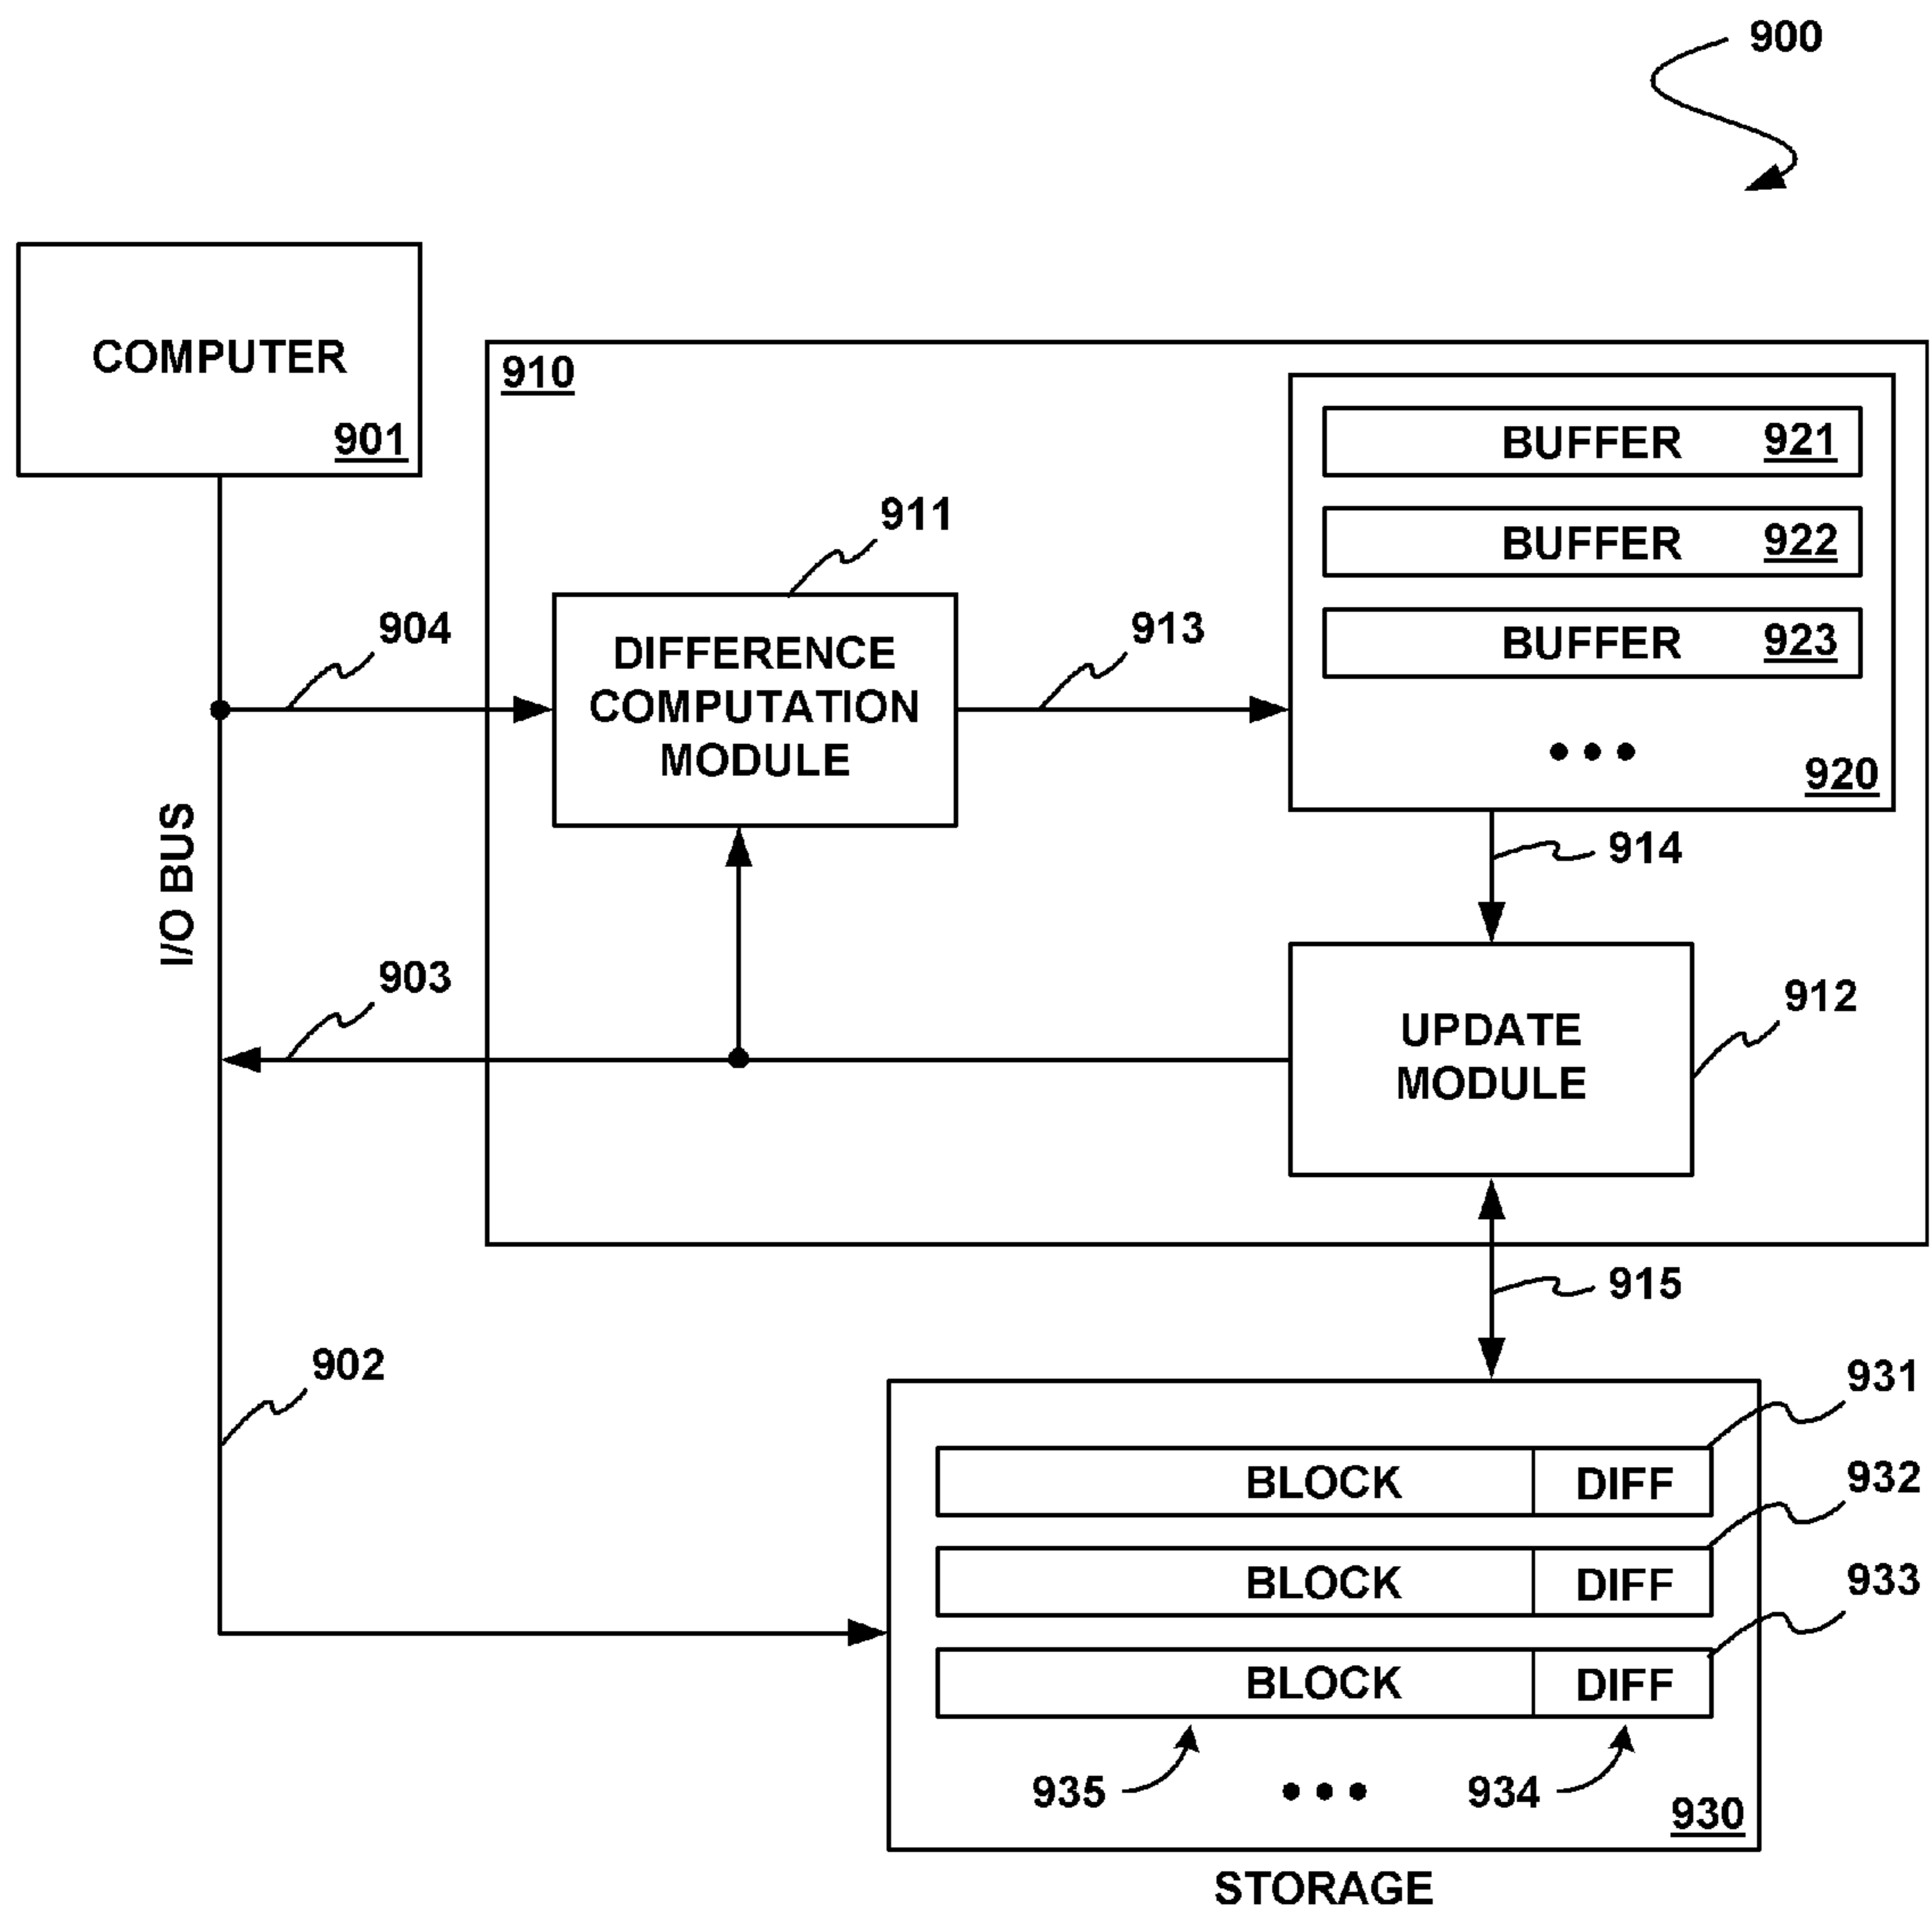 900
COMPUTER
901
910
BUFFER 921
BUFFER 922
BUFFER 923
920
911
904
DIFFERENCE
COMPUTATION
MODULE
913
914
I/O BUS
903
UPDATE
MODULE
912
915
902
931
BLOCK DIFF
932
BLOCK DIFF
933
BLOCK DIFF
935
934
930
STORAGE